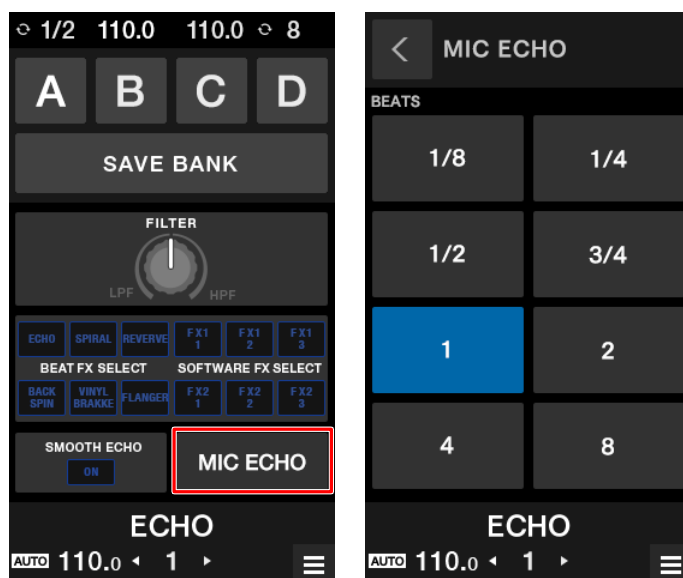 1/2 110.0 110.0 8
A B C D
SAVE BANK
FILTER
LPF HPF
ECHO SPIRAL REVERVE FX1 1 FX1 2 FX1 3
BEAT FX SELECT SOFTWARE FX SELECT
BACK SPIN VINYL BRAKKE FLANGER FX2 1 FX2 2 FX2 3
SMOOTH ECHO
ON
MIC ECHO
ECHO
AUTO 110.0 1
MIC ECHO
BEATS
1/8 1/4
1/2 3/4
1 2
4 8
ECHO
AUTO 110.0 1